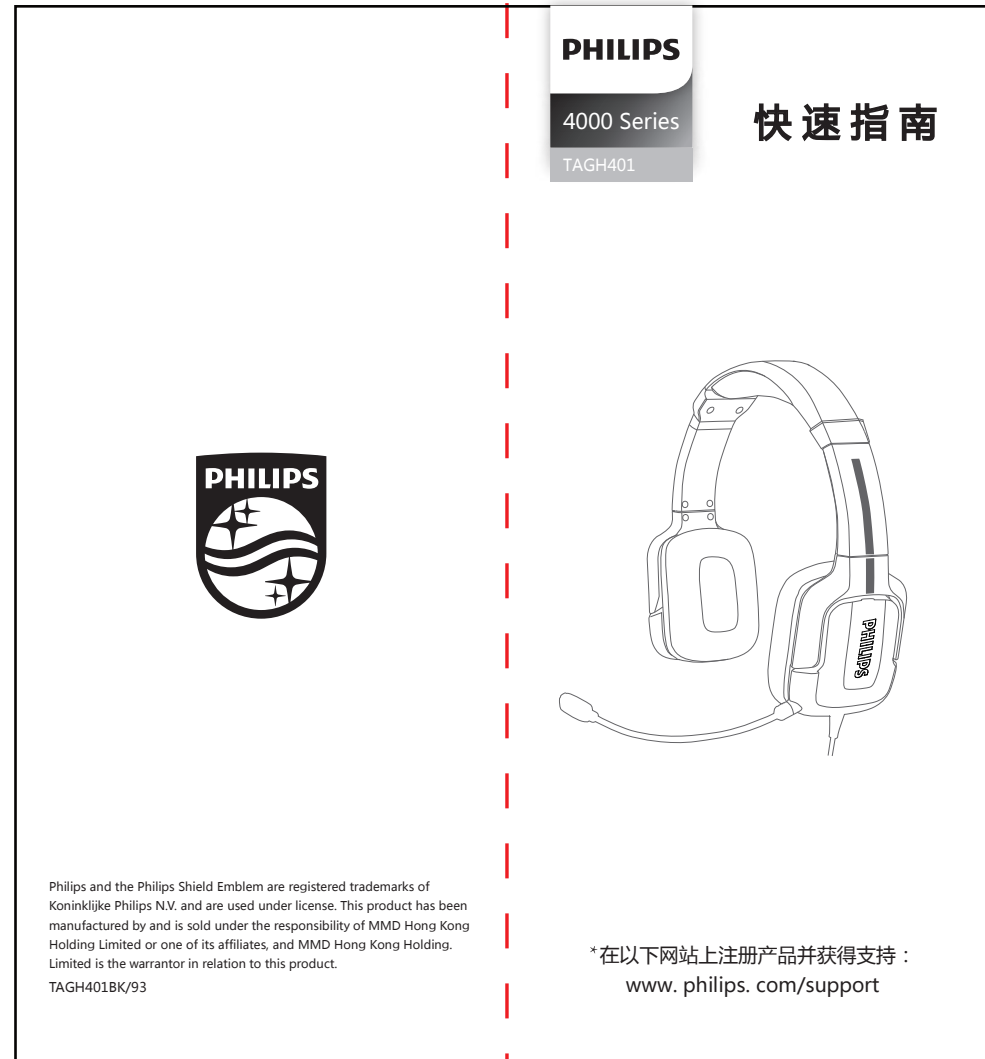 PHILIPS
Philips and the Philips Shield Emblem are registered trademarks of
Koninklijke Philips N.V. and are used under license. This product has been
manufactured by and is sold under the responsibility of MMD Hong Kong
Holding Limited or one of its affiliates, and MMD Hong Kong Holding.
Limited is the warrantor in relation to this product.
TAGH401BK/93
PHILIPS
4000 Series
TAGH401
快速指南
PHILIPS
*在以下网站上注册产品并获得支持：
www. philips. com/support